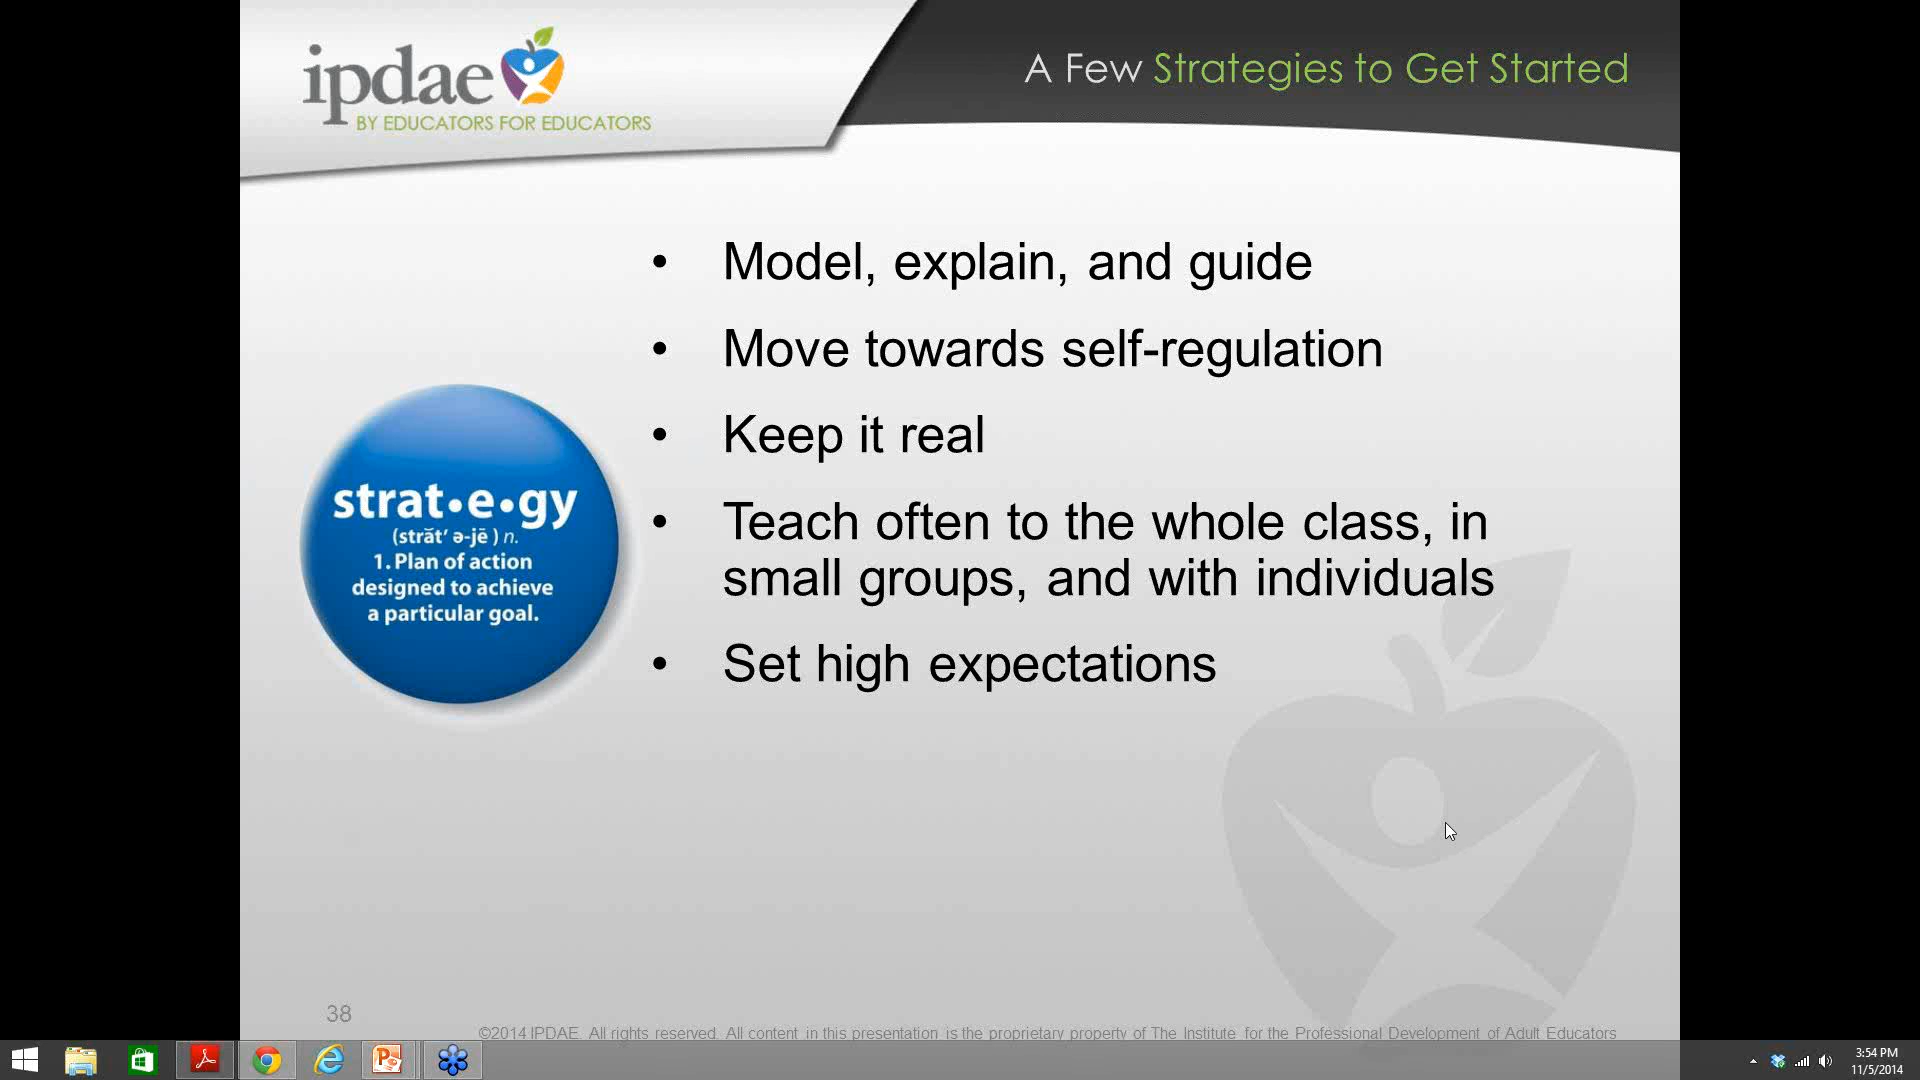 ipdae
BY EDUCATORS FOR EDUCATORS
A Few Strategies to Get Started
• Model, explain, and guide
• Move towards self-regulation
• Keep it real
• Teach often to the whole class, in
small groups, and with individuals
• Set high expectations
strat•e•gy
(străt′ ə-jē ) n.
1. Plan of action
designed to achieve
a particular goal.
38
©2014 IPDAE. All rights reserved. All content in this presentation is the proprietary property of The Institute for the Professional Development of Adult Educators
3:54 PM
11/5/2014